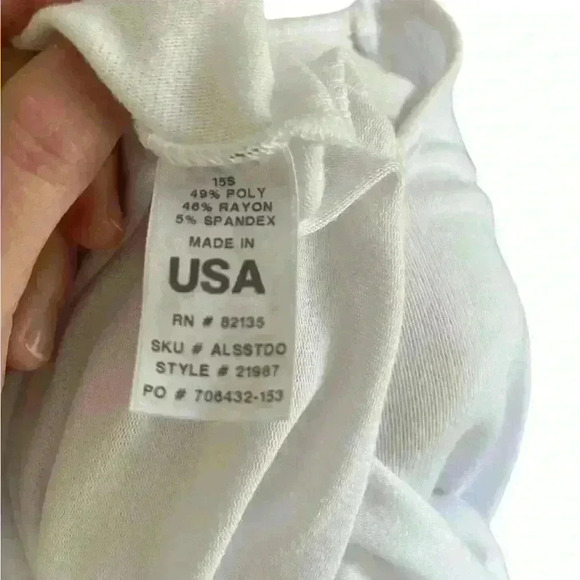 15S
49% POLY
46% RAYON
5% SPANDEX
MADE IN
USA
RN # 82135
SKU # ALSSTDO
STYLE # 21987
PO # 706432-153